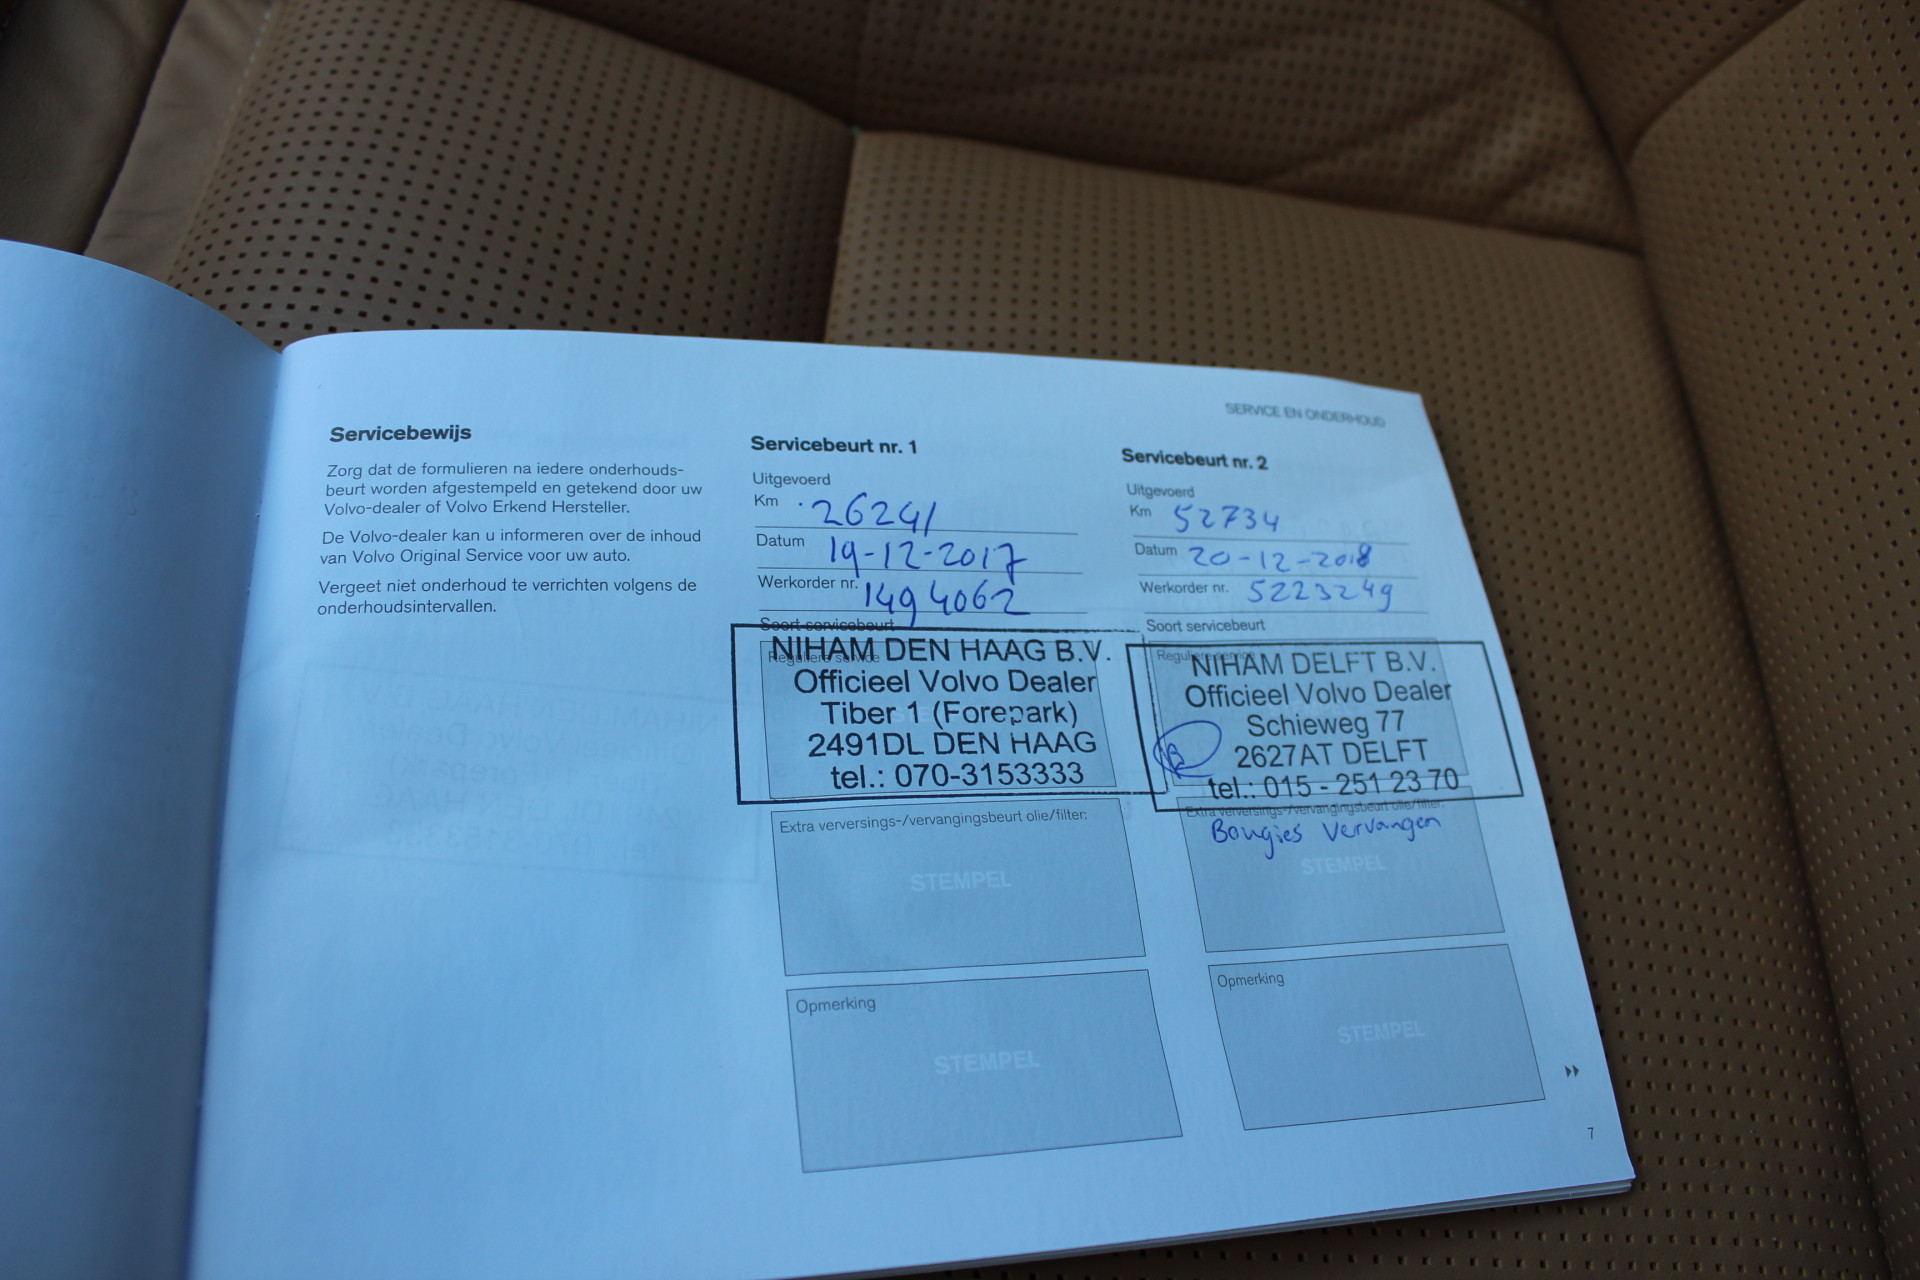 SERVICE EN ONDERHOUD
Servicebewijs
Zorg dat de formulieren na iedere onderhouds-
beurt worden afgestempeld en getekend door uw
Volvo-dealer of Volvo Erkend Hersteller.
De Volvo-dealer kan u informeren over de inhoud
van Volvo Original Service voor uw auto.
Vergeet niet onderhoud te verrichten volgens de
onderhoudsintervallen.
Servicebeurt nr. 1
Uitgevoerd
Km 26241
Datum 19-12-2017
Werkorder nr. 1494062
Soort servicebeurt
Reguliere service
NIHAM DEN HAAG B.V.
Officieel Volvo Dealer
Tiber 1 (Forepark)
2491DL DEN HAAG
tel.: 070-3153333
Extra verversings-/vervangingsbeurt olie/filter:
STEMPEL
Opmerking
STEMPEL
Servicebeurt nr. 2
Uitgevoerd
Km 52734
Datum 20-12-2018
Werkorder nr. 5223249
Soort servicebeurt
Reguliere service
NIHAM DELFT B.V.
Officieel Volvo Dealer
Schieweg 77
2627AT DELFT
tel.: 015 - 251 23 70
Extra verversings-/vervangingsbeurt olie/filter:
Bougies vervangen
STEMPEL
Opmerking
STEMPEL
7